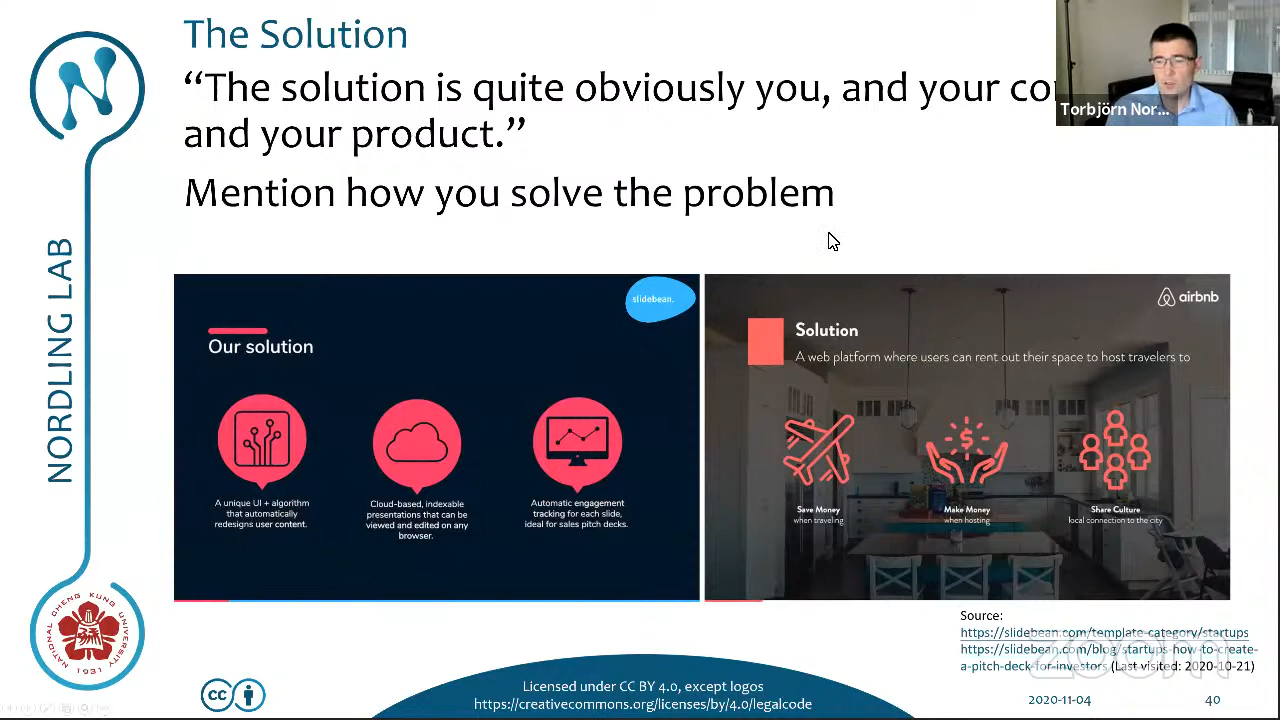 The Solution
“The solution is quite obviously you, and your
and your product.”
Mention how you solve the problem
Torbjörn Nor...
NORDLING LAB
slidebean.
Our solution
A unique UI + algorithm
that automatically
redesigns user content.
Cloud-based, indexable
presentations that can be
viewed and edited on any
browser.
Automatic engagement
tracking for each slide,
ideal for sales pitch decks.
airbnb
Solution
A web platform where users can rent out their space to host travelers to
Save Money
when traveling
Make Money
when hosting
Share Culture
local connection to the city
Source:
https://slidebean.com/template-category/startups
https://slidebean.com/blog/startups-how-to-create-
a-pitch-deck-for-investors (Last visited: 2020-10-21)
zoom
NATIONAL CHENG KUNG UNIVERSITY
1931
cc
Licensed under CC BY 4.0, except logos
https://creativecommons.org/licenses/by/4.0/legalcode
2020-11-04
40